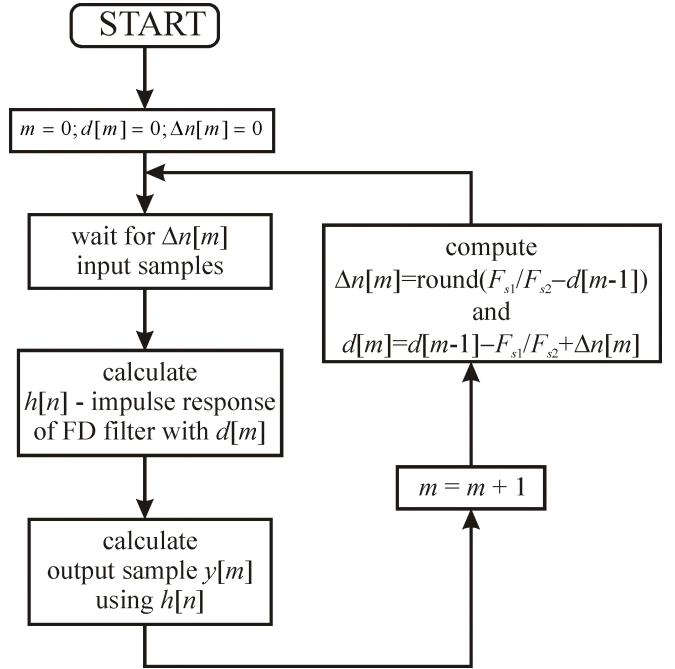 START
m = 0; d[m] = 0; Δn[m] = 0
wait for Δn[m]
input samples
calculate
h[n] - impulse response
of FD filter with d[m]
calculate
output sample y[m]
using h[n]
m = m + 1
compute
Δn[m]=round(Fs1/Fs2–d[m-1])
and
d[m]=d[m-1]–Fs1/Fs2+Δn[m]